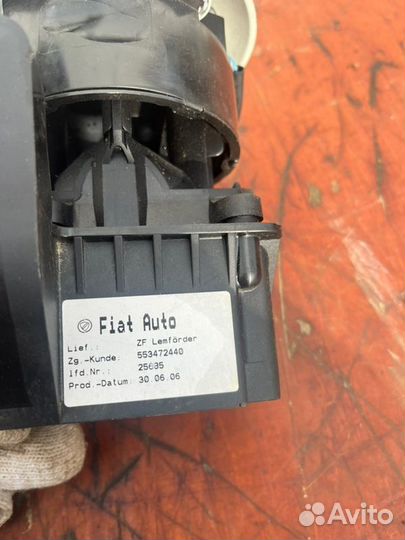 Fiat Auto
Lief.: ZF Lemförder
Zg.-Kunde: 553472440
lfd.Nr.: 25685
Prod.-Datum: 30.06.06
Avito